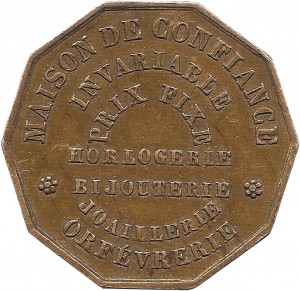 MAISON DE CONFIANCE
INVARIABLE
PRIX FIXE
HORLOGERIE
BIJOUTERIE
JOAILLERIE
ORFÉVRERIE